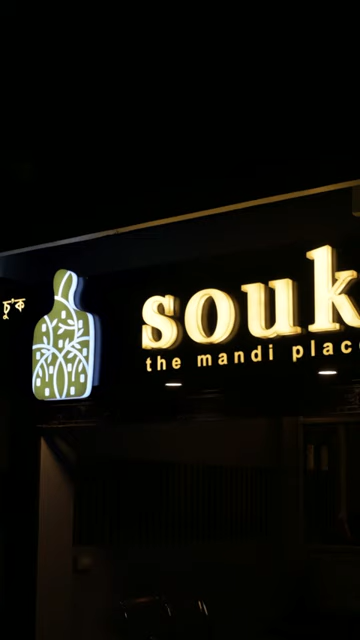 চু'ক
souk
the mandi place